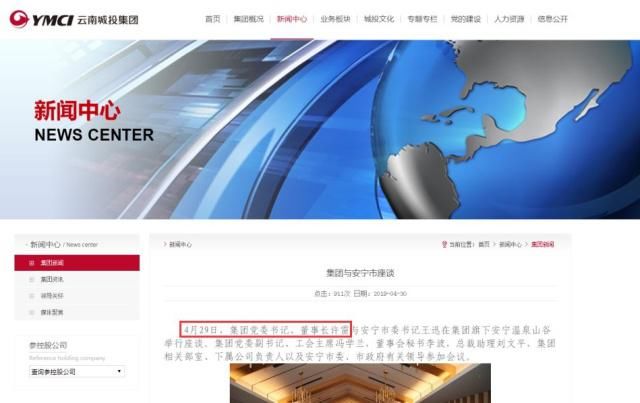 YMCI 云南城投集团
首页 集团概况 新闻中心 业务板块 城投文化 专题专栏 党的建设 人力资源 信息公开
新闻中心
NEWS CENTER
新闻中心 / News center
集团新闻
集团资讯
领导关怀
媒体聚焦
参控股公司
Reference holding company
查询参控股公司
新闻中心
当前位置: 首页 > 新闻中心 > 集团新闻
集团与安宁市座谈
点击: 911次 日期: 2019-04-30
4月29日，集团党委书记、董事长许雷与安宁市委书记王迅在集团旗下安宁温泉山谷
举行座谈，集团党委副书记、工会主席冯学兰，董事会秘书李波，总裁助理刘文平，集团
相关部室、下属公司负责人以及安宁市委、市政府有关领导参加会议。